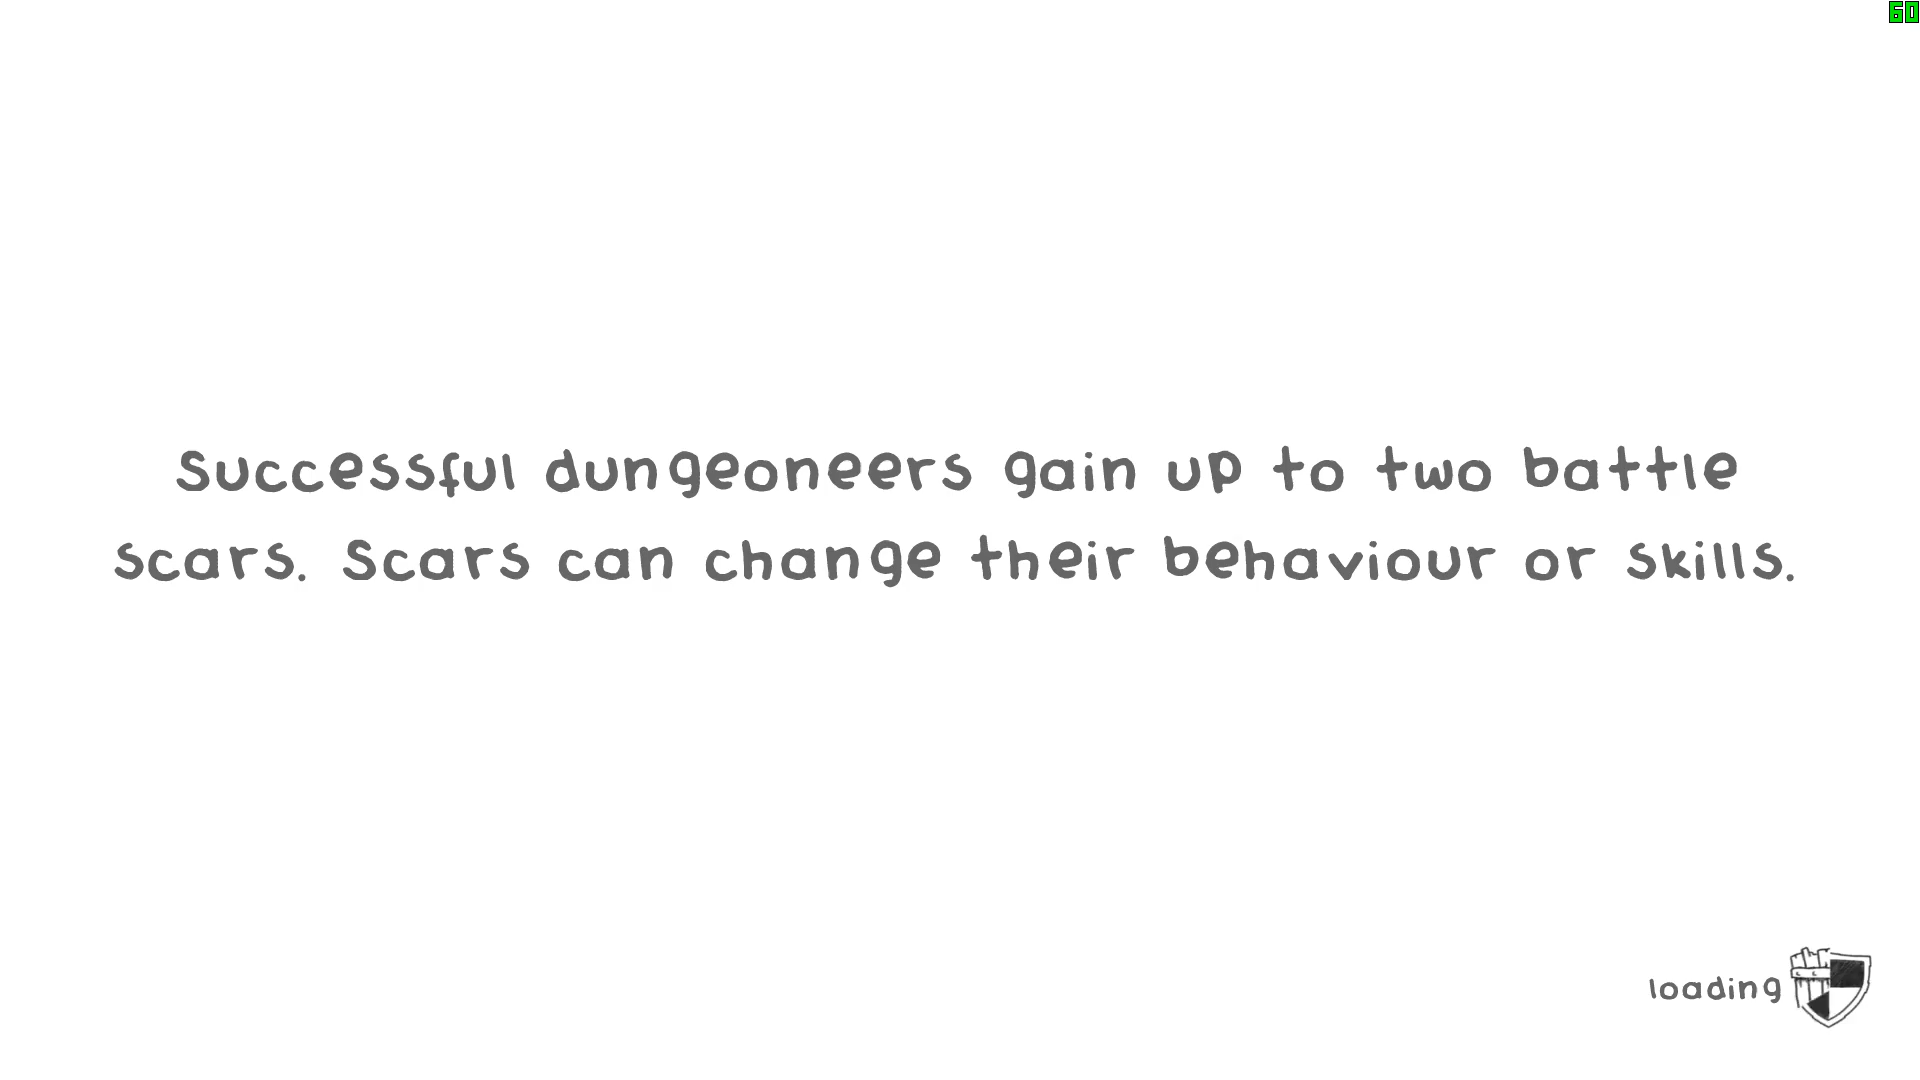 60
Successful dungeoneers gain up to two battle
scars. Scars can change their behaviour or skills.
loading